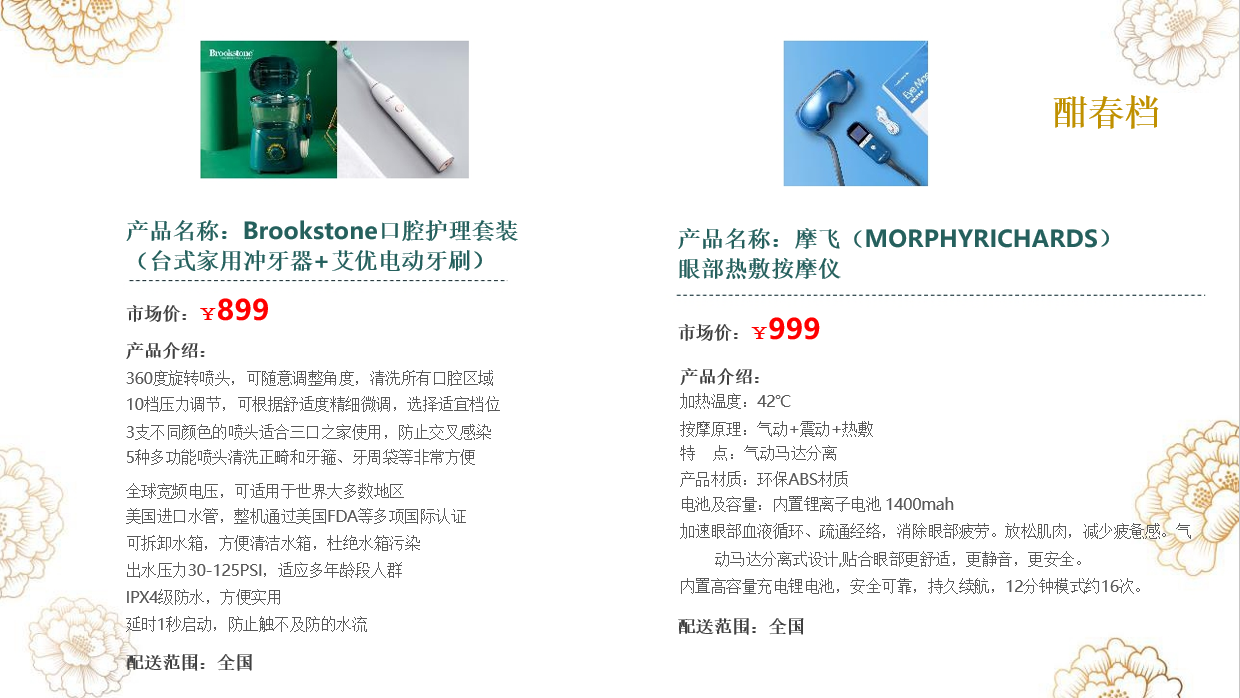 Brookstone
Eye Mas
酣春档
产品名称：Brookstone口腔护理套装
（台式家用冲牙器+艾优电动牙刷）
市场价：￥899
产品介绍：
360度旋转喷头，可随意调整角度，清洗所有口腔区域
10档压力调节，可根据舒适度精细微调，选择适宜档位
3支不同颜色的喷头适合三口之家使用，防止交叉感染
5种多功能喷头清洗正畸和牙箍、牙周袋等非常方便
全球宽频电压，可适用于世界大多数地区
美国进口水管，整机通过美国FDA等多项国际认证
可拆卸水箱，方便清洁水箱，杜绝水箱污染
出水压力30-125PSI，适应多年龄段人群
IPX4级防水，方便实用
延时1秒启动，防止触不及防的水流
配送范围：全国
产品名称：摩飞（MORPHYRICHARDS）
眼部热敷按摩仪
市场价：￥999
产品介绍：
加热温度：42℃
按摩原理：气动+震动+热敷
特　点：气动马达分离
产品材质：环保ABS材质
电池及容量：内置锂离子电池 1400mah
加速眼部血液循环、疏通经络，消除眼部疲劳。放松肌肉，减少疲惫感。气
动马达分离式设计,贴合眼部更舒适，更静音，更安全。
内置高容量充电锂电池，安全可靠，持久续航，12分钟模式约16次。
配送范围：全国